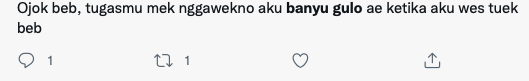 Ojok beb, tugasmu mek nggawekno aku banyu gulo ae ketika aku wes tuek
beb
1 1